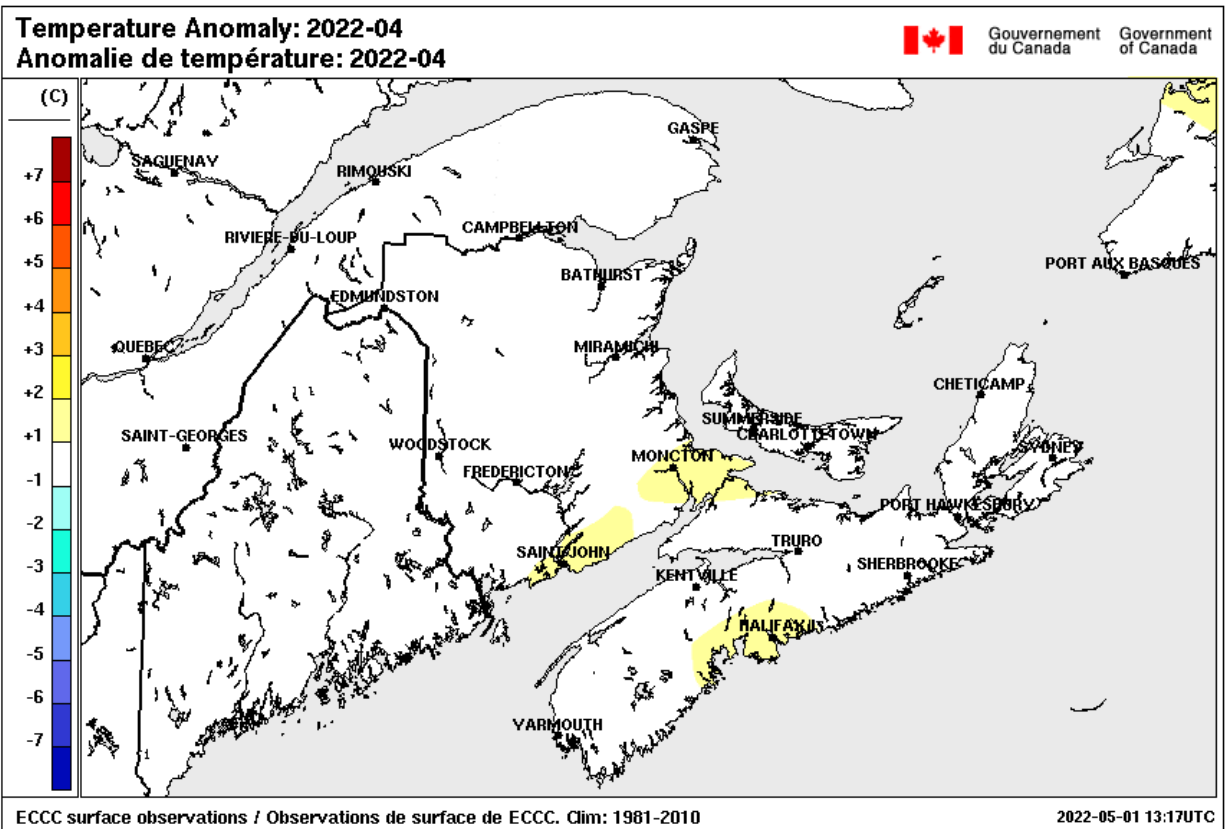 Temperature Anomaly: 2022-04
Anomalie de température: 2022-04
Gouvernement du Canada
Government of Canada
(C)
+7
+6
+5
+4
+3
+2
+1
-1
-2
-3
-4
-5
-6
-7
GASPE
SAGUENAY
RIMOUSKI
CAMPBELLTON
RIVIERE-DU-LOUP
PORT AUX BASQUES
BATHURST
EDMUNDSTON
QUEBEC
MIRAMICHI
CHETICAMP
SUMMERSIDE
CHARLOTTETOWN
SAINT-GEORGES
WOODSTOCK
SYDNEY
MONCTON
FREDERICTON
PORT HAWKESBURY
TRURO
SAINT JOHN
SHERBROOKE
KENTVILLE
HALIFAX
YARMOUTH
ECCC surface observations / Observations de surface de ECCC. Clim: 1981-2010
2022-05-01 13:17UTC